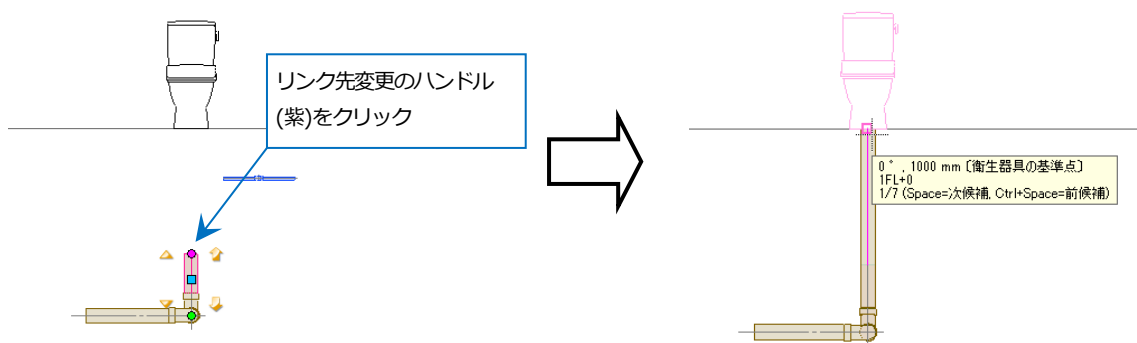 リンク先変更のハンドル
(紫)をクリック
0°, 1000 mm [衛生器具の基準点]
1FL+0
1/7 (Space=次候補, Ctrl+Space=前候補)